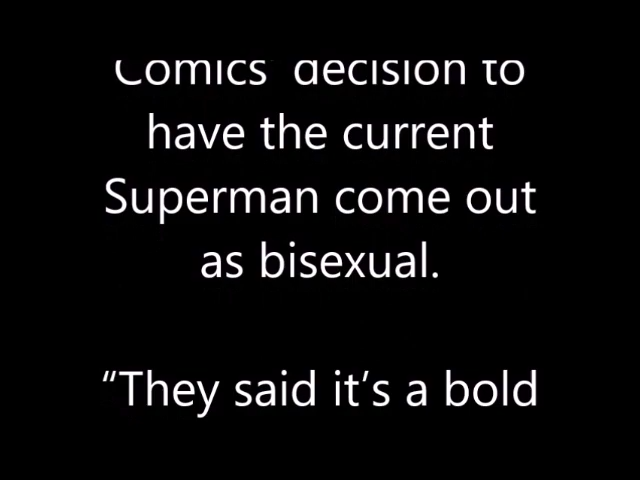 Comics’ decision to
have the current
Superman come out
as bisexual.
“They said it’s a bold